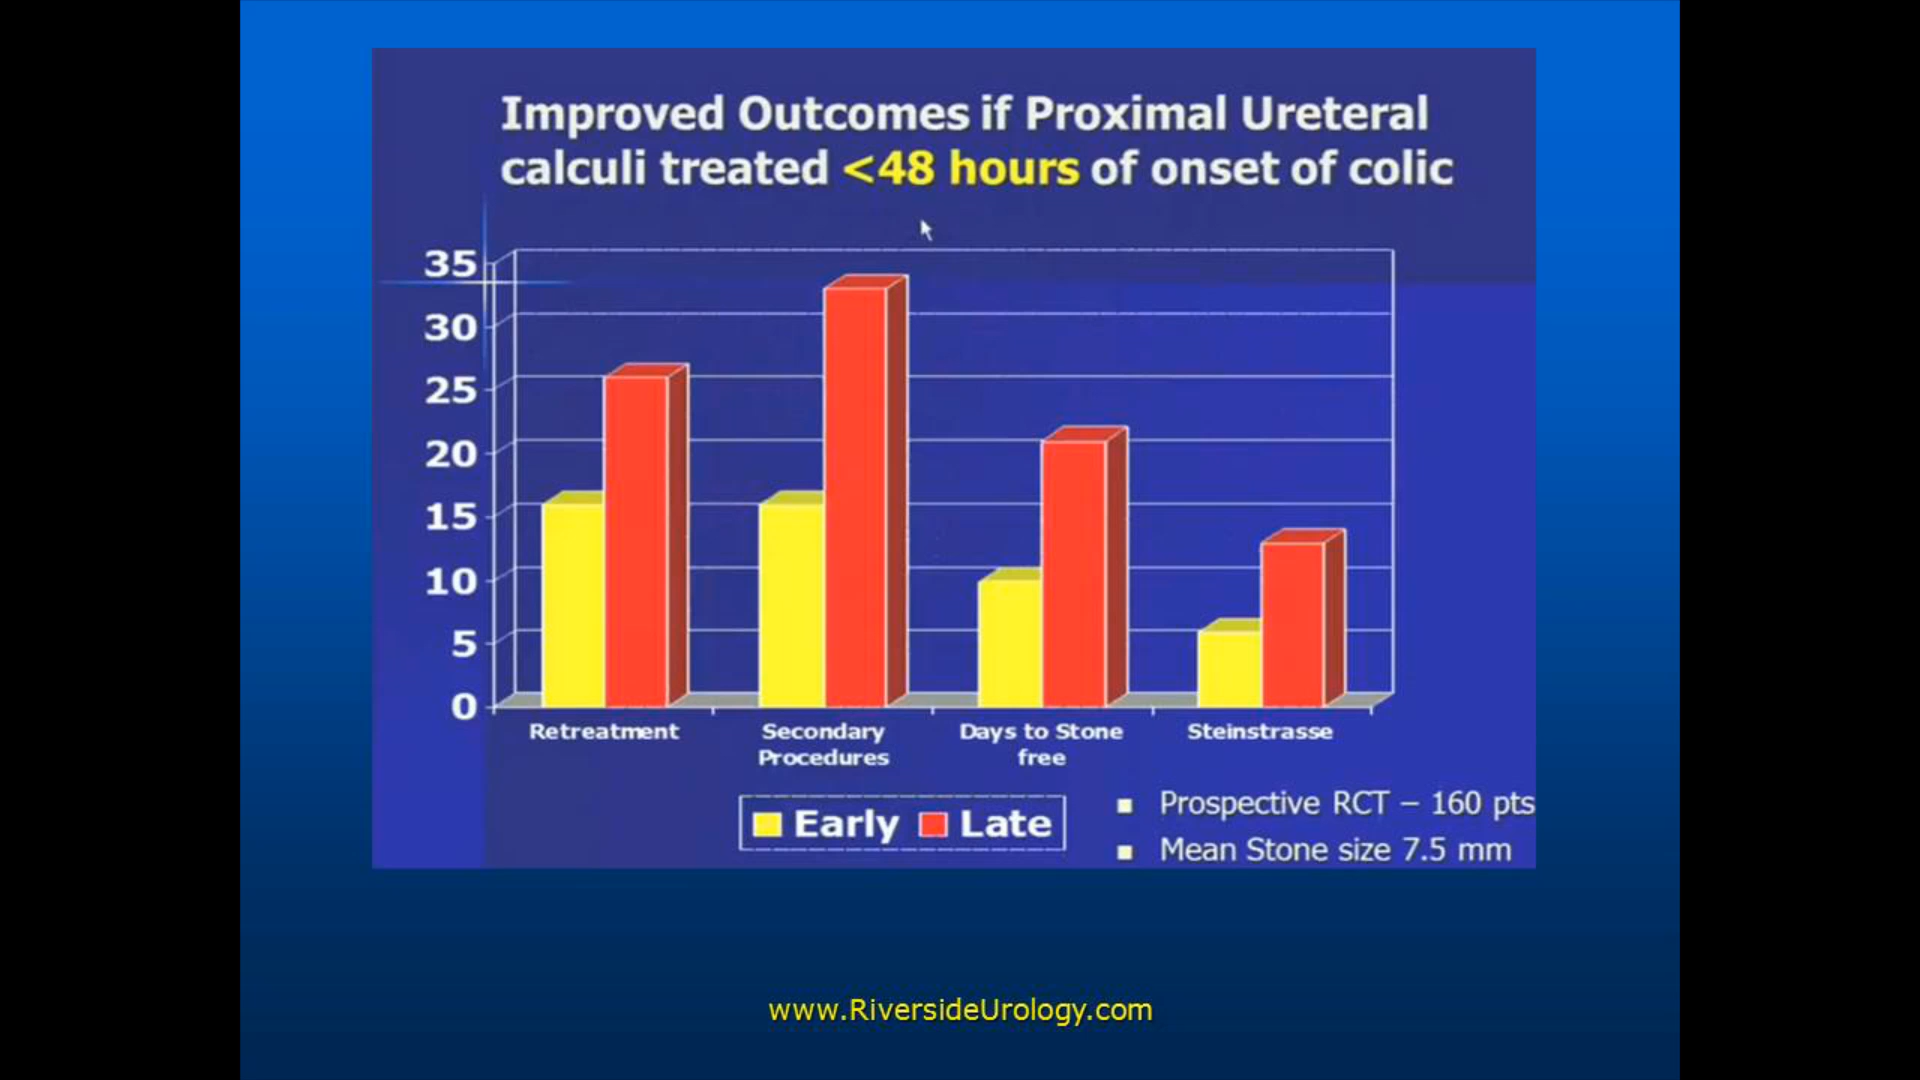 Improved Outcomes if Proximal Ureteral
calculi treated <48 hours of onset of colic
35
30
25
20
15
10
5
0
Retreatment
Secondary
Procedures
Days to Stone
free
Steinstrasse
Early
Late
Prospective RCT – 160 pts
Mean Stone size 7.5 mm
www.RiversideUrology.com